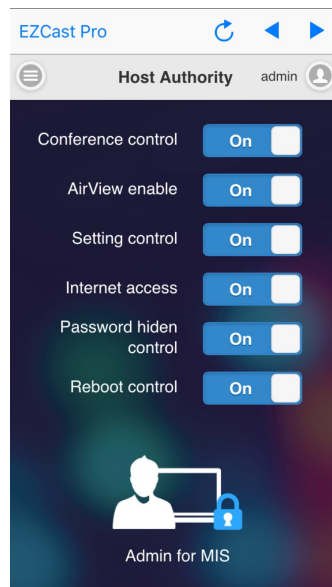 EZCast Pro
Host Authority admin
Conference control On
AirView enable On
Setting control On
Internet access On
Password hiden
control On
Reboot control On
Admin for MIS